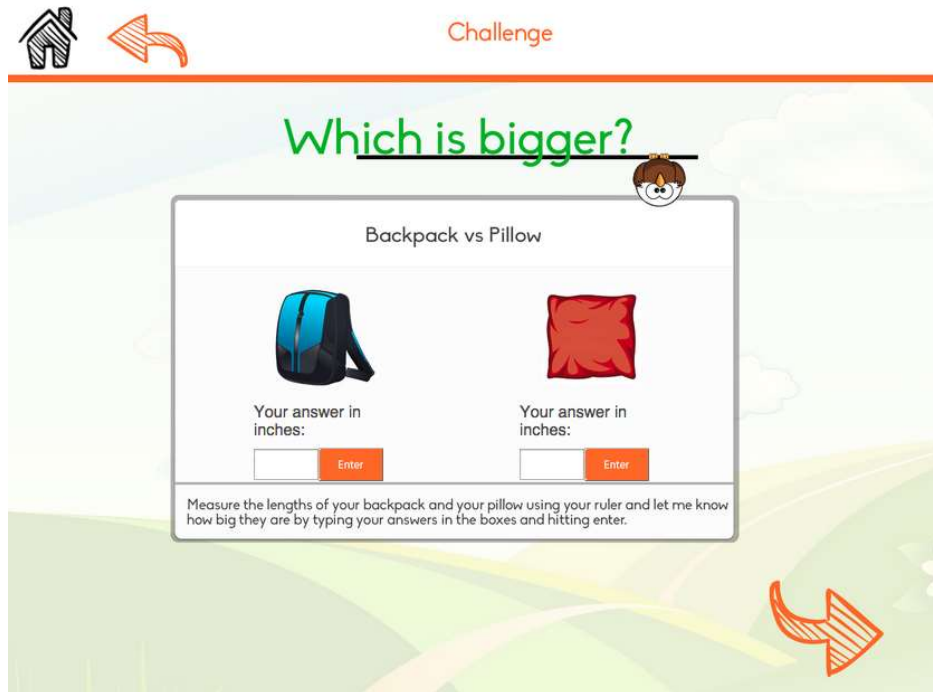 Challenge
Which is bigger?
Backpack vs Pillow
Your answer in
inches:
Enter
Your answer in
inches:
Enter
Measure the lengths of your backpack and your pillow using your ruler and let me know
how big they are by typing your answers in the boxes and hitting enter.